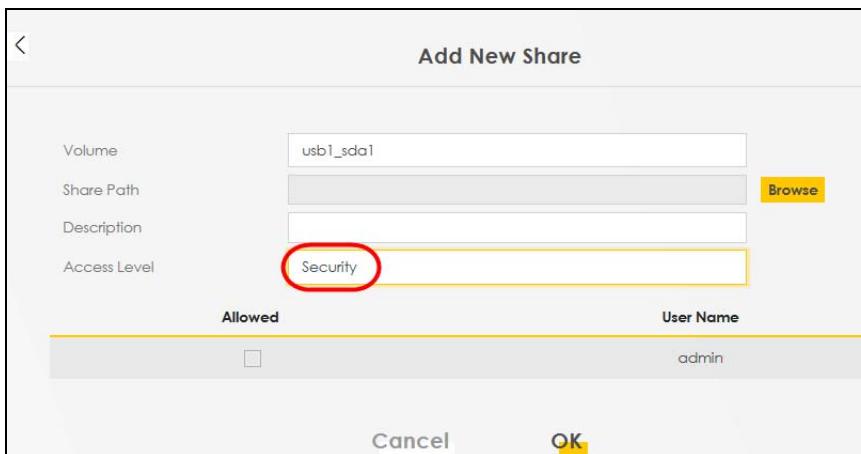 Add New Share
Volume usb1_sda1
Share Path Browse
Description
Access Level Security
Allowed User Name
admin
Cancel OK